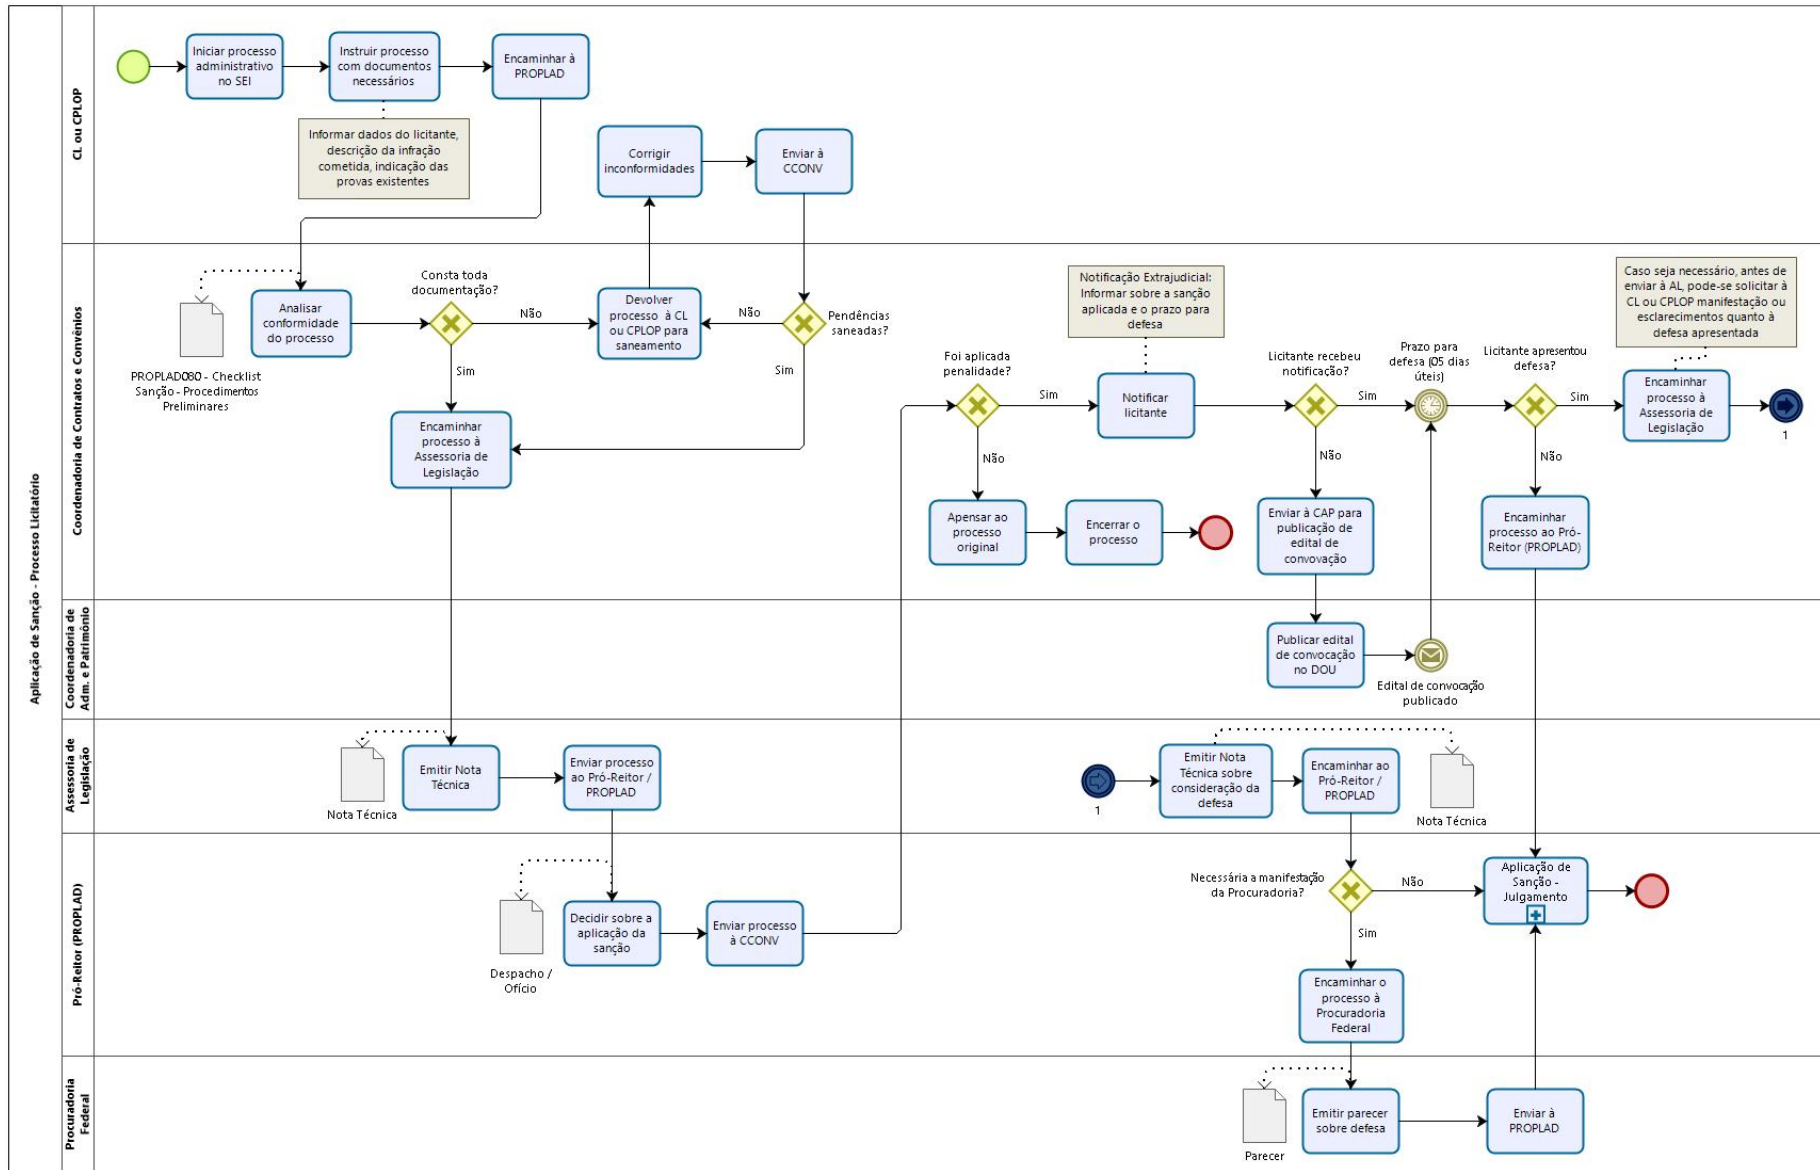 Aplicação de Sanção - Processo Licitatório
CL ou CPLOP
Iniciar processo
administrativo
no SEI
Instruir processo
com documentos
necessários
Encaminhar à
PROPLAD
Informar dados do licitante,
descrição da infração
cometida, indicação das
provas existentes
Corrigir
inconformidades
Enviar à
CCONV
Coordenadoria de Contratos e Convênios
PROPLAD080 - Checklist
Sanção - Procedimentos
Preliminares
Analisar
conformidade
do processo
Consta toda
documentação?
Não
Sim
Devolver
processo à CL
ou CPLOP para
saneamento
Não
Pendências
saneadas?
Sim
Encaminhar
processo à
Assessoria de
Legislação
Foi aplicada
penalidade?
Sim
Não
Notificação Extrajudicial:
Informar sobre a sanção
aplicada e o prazo para
defesa
Notificar
licitante
Licitante recebeu
notificação?
Sim
Não
Prazo para
defesa (05 dias
úteis)
Licitante apresentou
defesa?
Sim
Não
Caso seja necessário, antes de
enviar à AL, pode-se solicitar à
CL ou CPLOP manifestação ou
esclarecimentos quanto à
defesa apresentada
Encaminhar
processo à
Assessoria de
Legislação
1
Apensar ao
processo
original
Encerrar o
processo
Enviar à CAP para
publicação de
edital de
convovação
Encaminhar
processo ao Pró-
Reitor (PROPLAD)
Coordenadoria de
Adm. e Patrimônio
Publicar edital
de convocação
no DOU
Edital de convocação
publicado
Assessoria de
Legislação
Nota Técnica
Emitir Nota
Técnica
Enviar processo
ao Pró-Reitor /
PROPLAD
1
Emitir Nota
Técnica sobre
consideração da
defesa
Encaminhar ao
Pró-Reitor /
PROPLAD
Nota Técnica
Pró-Reitor (PROPLAD)
Despacho /
Ofício
Decidir sobre a
aplicação da
sanção
Enviar processo
à CCONV
Necessária a manifestação
da Procuradoria?
Não
Sim
Aplicação de
Sanção -
Julgamento
Encaminhar o
processo à
Procuradoria
Federal
Procuradoria
Federal
Parecer
Emitir parecer
sobre defesa
Enviar à
PROPLAD